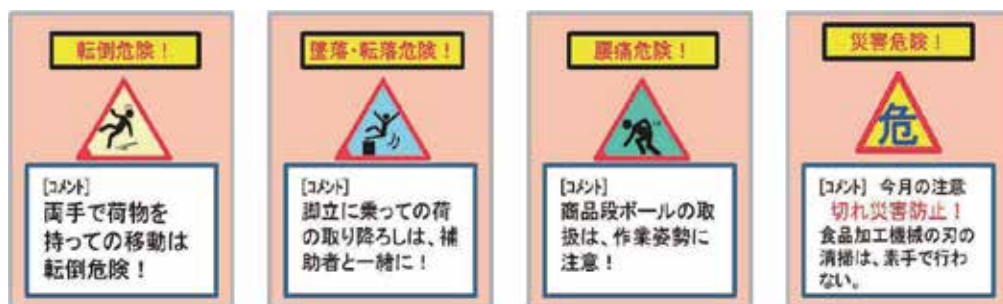 転倒危険！
[コメント]
両手で荷物を
持っての移動は
転倒危険！
墜落・転落危険！
[コメント]
脚立に乗っての荷
の取り降ろしは、補
助者と一緒に！
腰痛危険！
[コメント]
商品段ボールの取
扱は、作業姿勢に
注意！
災害危険！
危
[コメント] 今月の注意
切れ災害防止！
食品加工機械の刃の
清掃は、素手で行わ
ない。